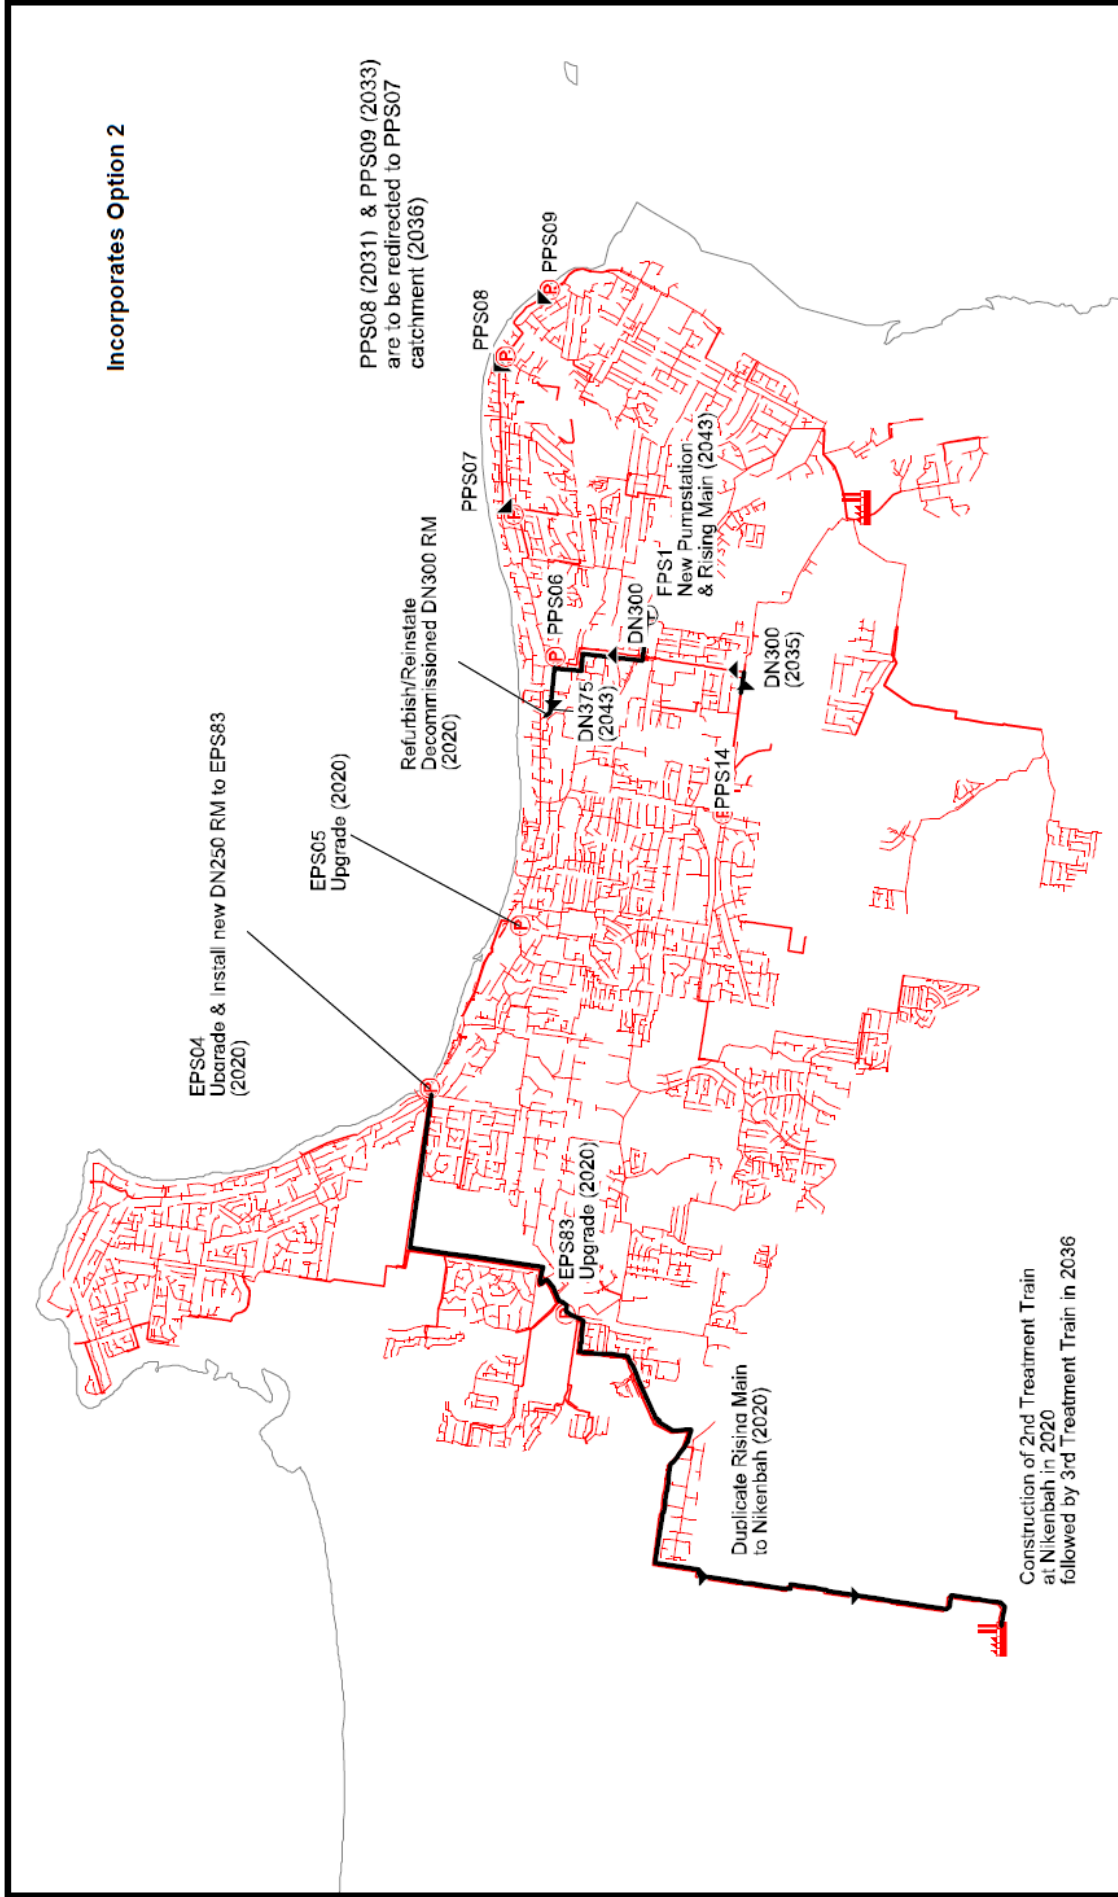 Incorporates Option 2
PPS08 (2031) & PPS09 (2033)
are to be redirected to PPS07
catchment (2036)
EPS04
Upgrade & Install new DN250 RM to EPS83
(2020)
EPS05
Upgrade (2020)
Refurbish/Reinstate
Decommissioned DN300 RM
(2020)
PPS07
PPS08
PPS09
P
P
P
P
P
PPS06
DN375
(2043)
DN300
FPS1
New Pumpstation
& Rising Main (2043)
DN300
(2035)
PPS14
EPS83
Upgrade (2020)
Duplicate Rising Main
to Nikenbah (2020)
Construction of 2nd Treatment Train
at Nikenbah in 2020
followed by 3rd Treatment Train in 2036